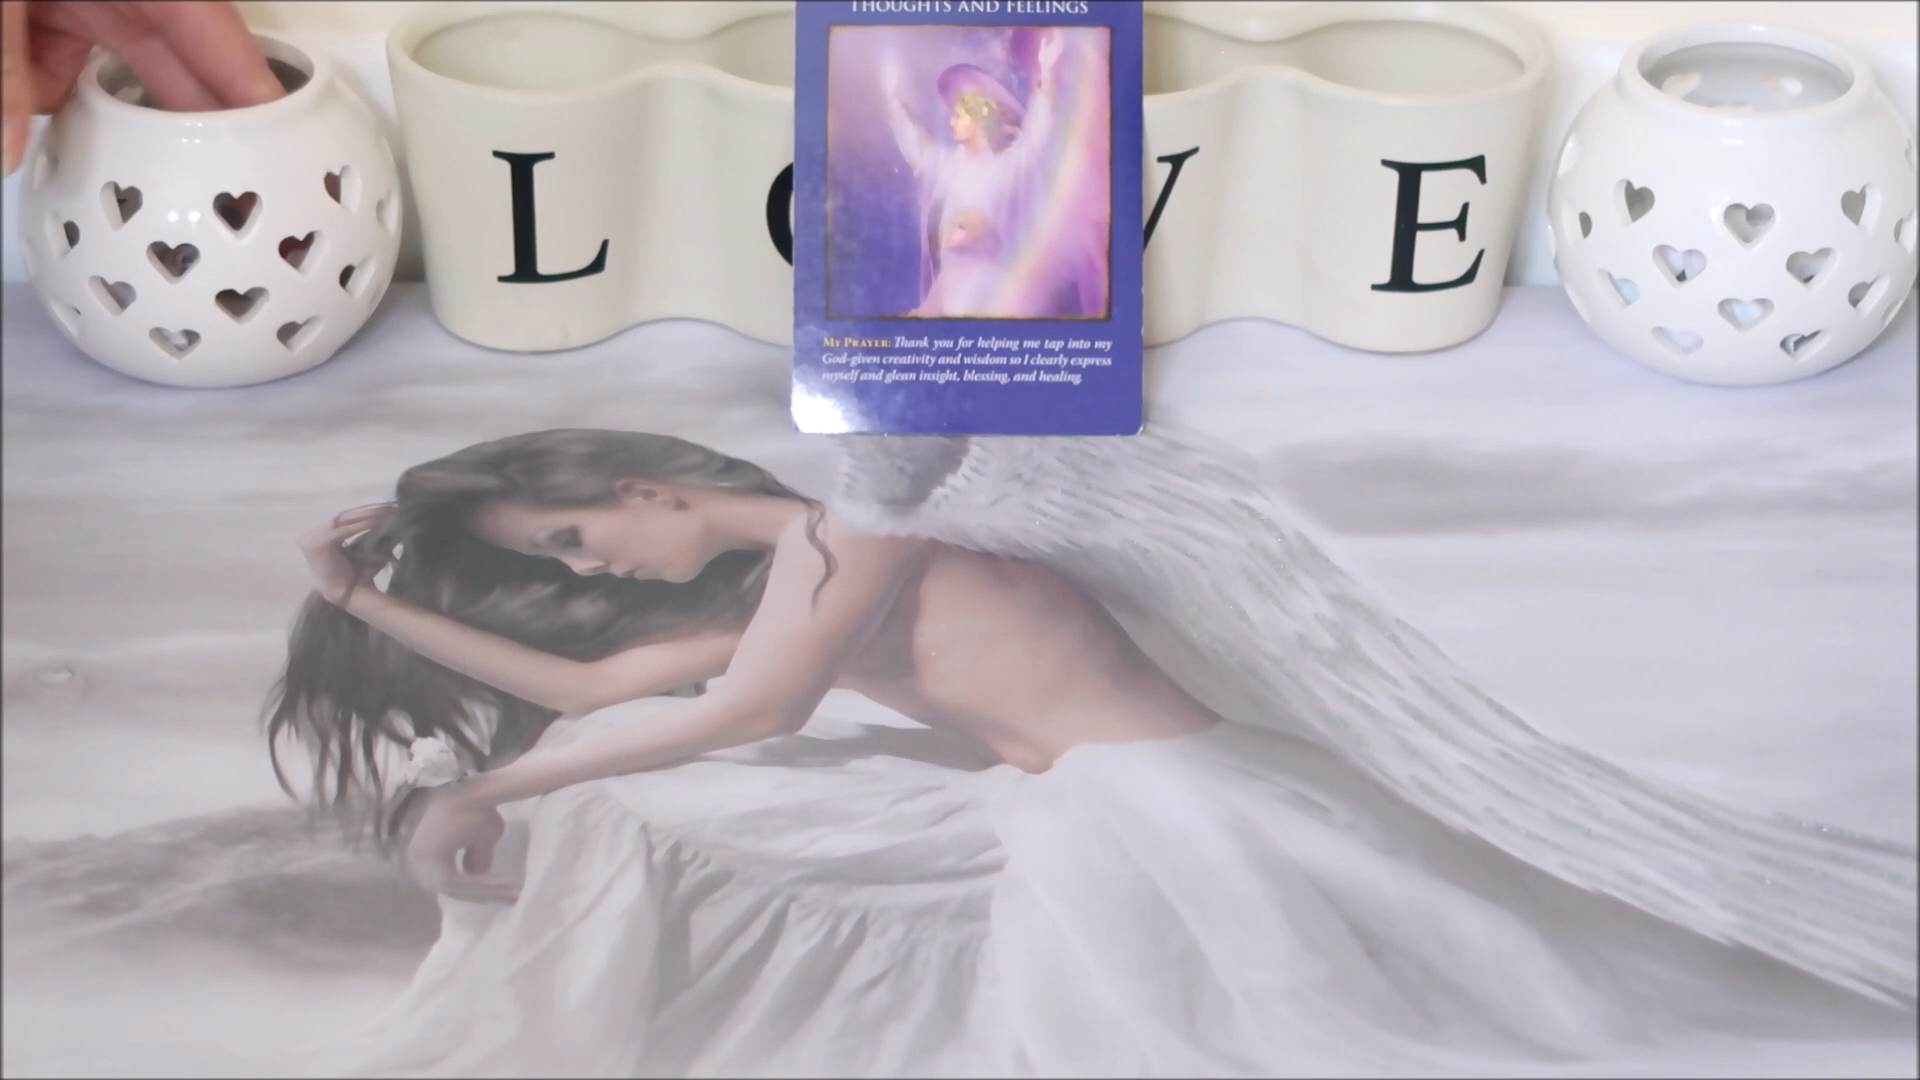 THOUGHTS AND FEELINGS
L V E
MY PRAYER: Thank you for helping me tap into my
God-given creativity and wisdom so I clearly express
myself and glean insight, blessing, and healing.